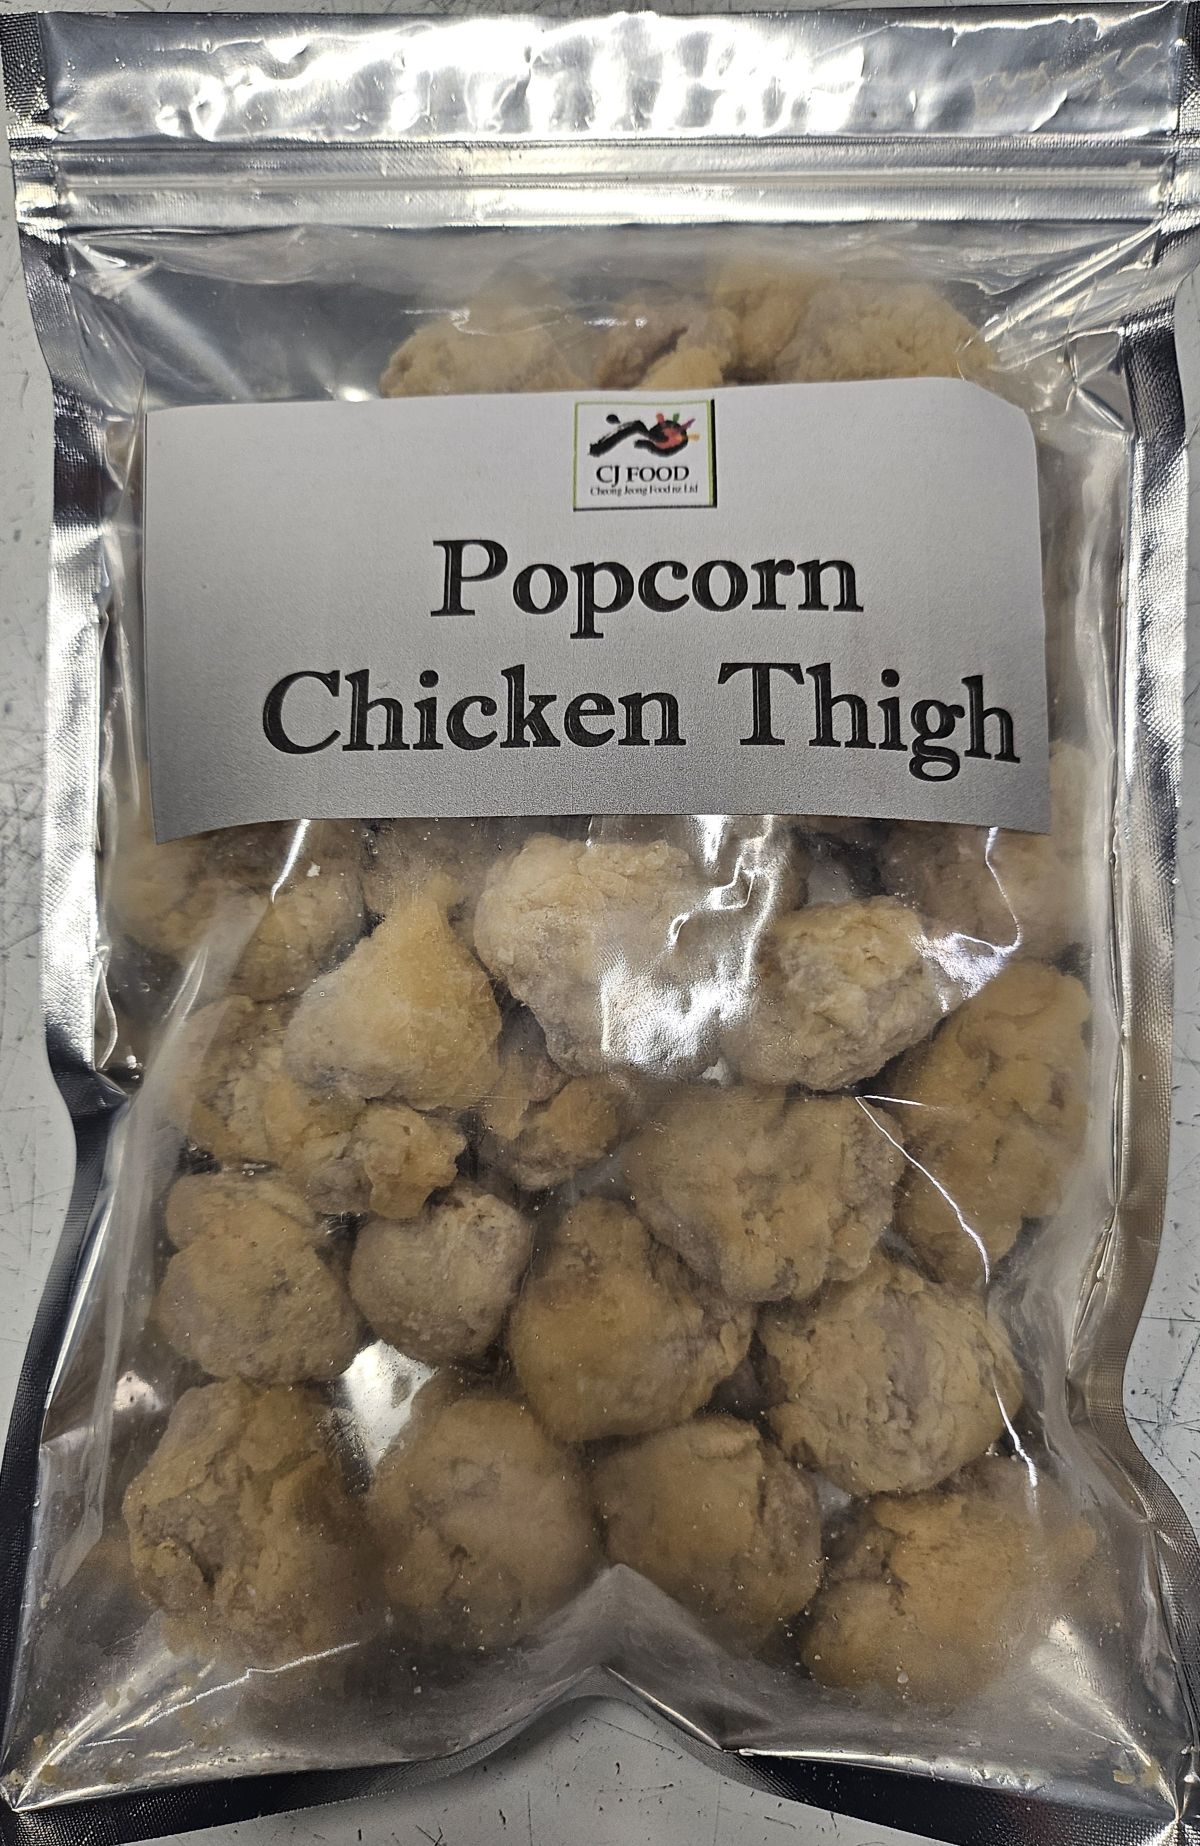 CJ FOOD
Cheong Jeong Food nz Ltd
Popcorn
Chicken Thigh